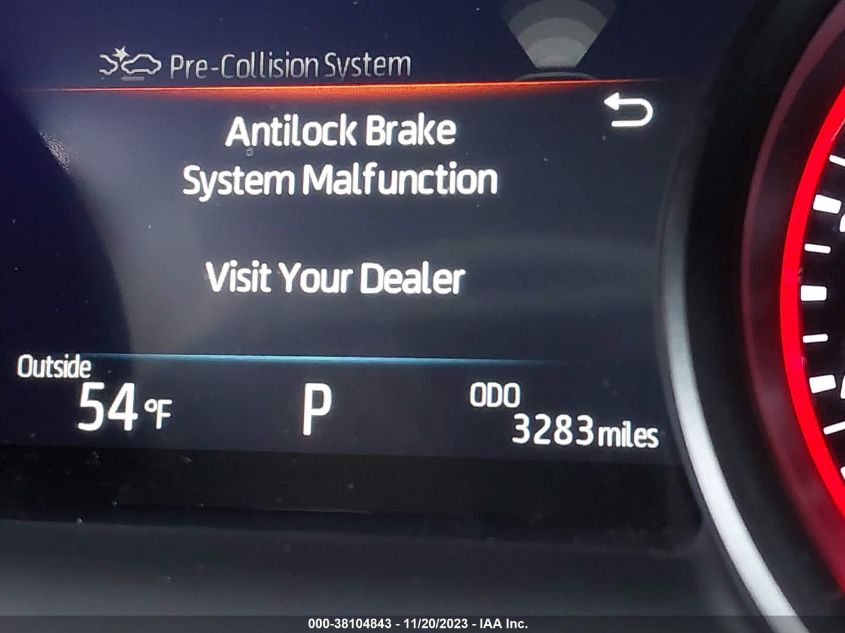 Pre-Collision System
Antilock Brake
System Malfunction
Visit Your Dealer
Outside
54 °F
P
ODO
3283 miles
000-38104843 - 11/20/2023 - IAA Inc.